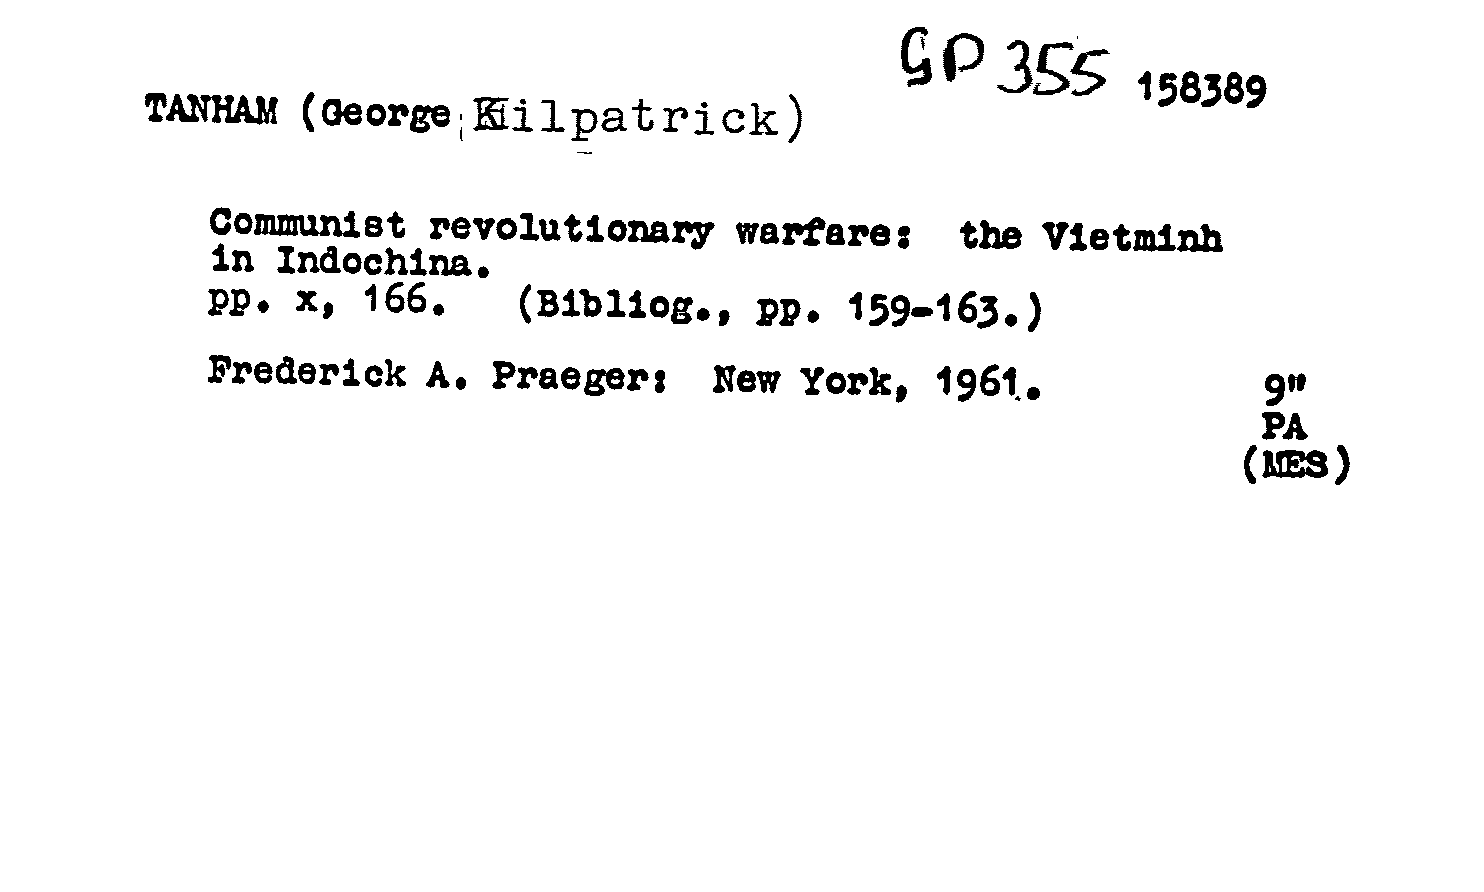 GP 355 158389
TANHAM (George Kilpatrick)
Communist revolutionary warfare: the Vietminh
in Indochina.
pp. x, 166. (Bibliog., pp. 159-163.)
Frederick A. Praeger: New York, 1961.
9"
PA
(MES)